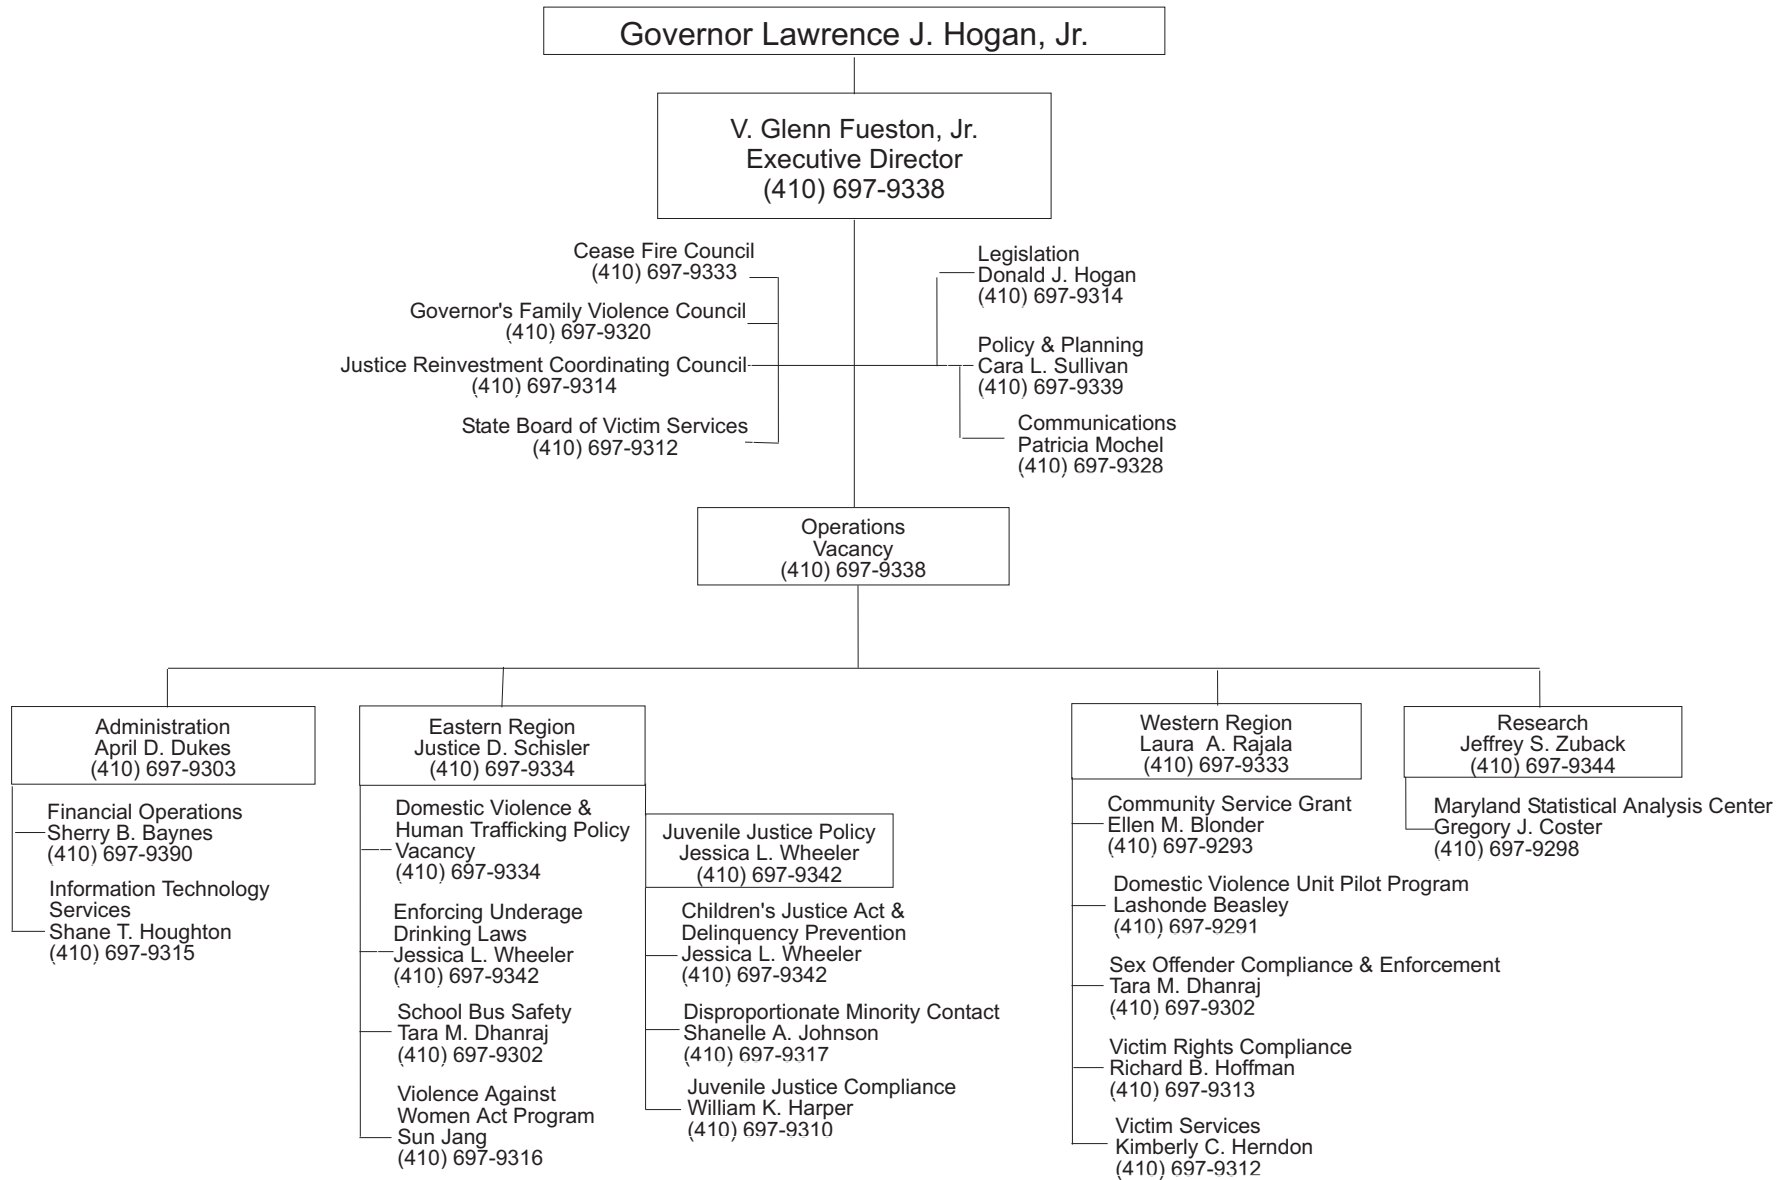 Governor Lawrence J. Hogan, Jr.
V. Glenn Fueston, Jr.
Executive Director
(410) 697-9338
Cease Fire Council
(410) 697-9333
Governor's Family Violence Council
(410) 697-9320
Justice Reinvestment Coordinating Council
(410) 697-9314
State Board of Victim Services
(410) 697-9312
Legislation
Donald J. Hogan
(410) 697-9314
Policy & Planning
Cara L. Sullivan
(410) 697-9339
Communications
Patricia Mochel
(410) 697-9328
Operations
Vacancy
(410) 697-9338
Administration
April D. Dukes
(410) 697-9303
Financial Operations
Sherry B. Baynes
(410) 697-9390
Information Technology
Services
Shane T. Houghton
(410) 697-9315
Eastern Region
Justice D. Schisler
(410) 697-9334
Domestic Violence &
Human Trafficking Policy
Vacancy
(410) 697-9334
Enforcing Underage
Drinking Laws
Jessica L. Wheeler
(410) 697-9342
School Bus Safety
Tara M. Dhanraj
(410) 697-9302
Violence Against
Women Act Program
Sun Jang
(410) 697-9316
Juvenile Justice Policy
Jessica L. Wheeler
(410) 697-9342
Children's Justice Act &
Delinquency Prevention
Jessica L. Wheeler
(410) 697-9342
Disproportionate Minority Contact
Shanelle A. Johnson
(410) 697-9317
Juvenile Justice Compliance
William K. Harper
(410) 697-9310
Western Region
Laura A. Rajala
(410) 697-9333
Community Service Grant
Ellen M. Blonder
(410) 697-9293
Domestic Violence Unit Pilot Program
Lashonde Beasley
(410) 697-9291
Sex Offender Compliance & Enforcement
Tara M. Dhanraj
(410) 697-9302
Victim Rights Compliance
Richard B. Hoffman
(410) 697-9313
Victim Services
Kimberly C. Herndon
(410) 697-9312
Research
Jeffrey S. Zuback
(410) 697-9344
Maryland Statistical Analysis Center
Gregory J. Coster
(410) 697-9298